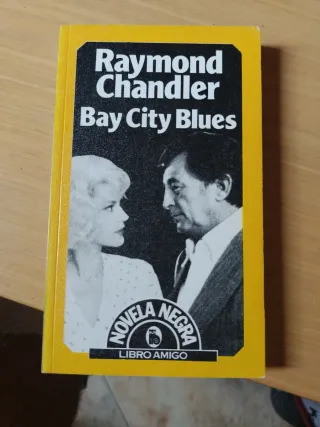 Raymond
Chandler
Bay City Blues
NOVELA NEGRA
LIBRO AMIGO